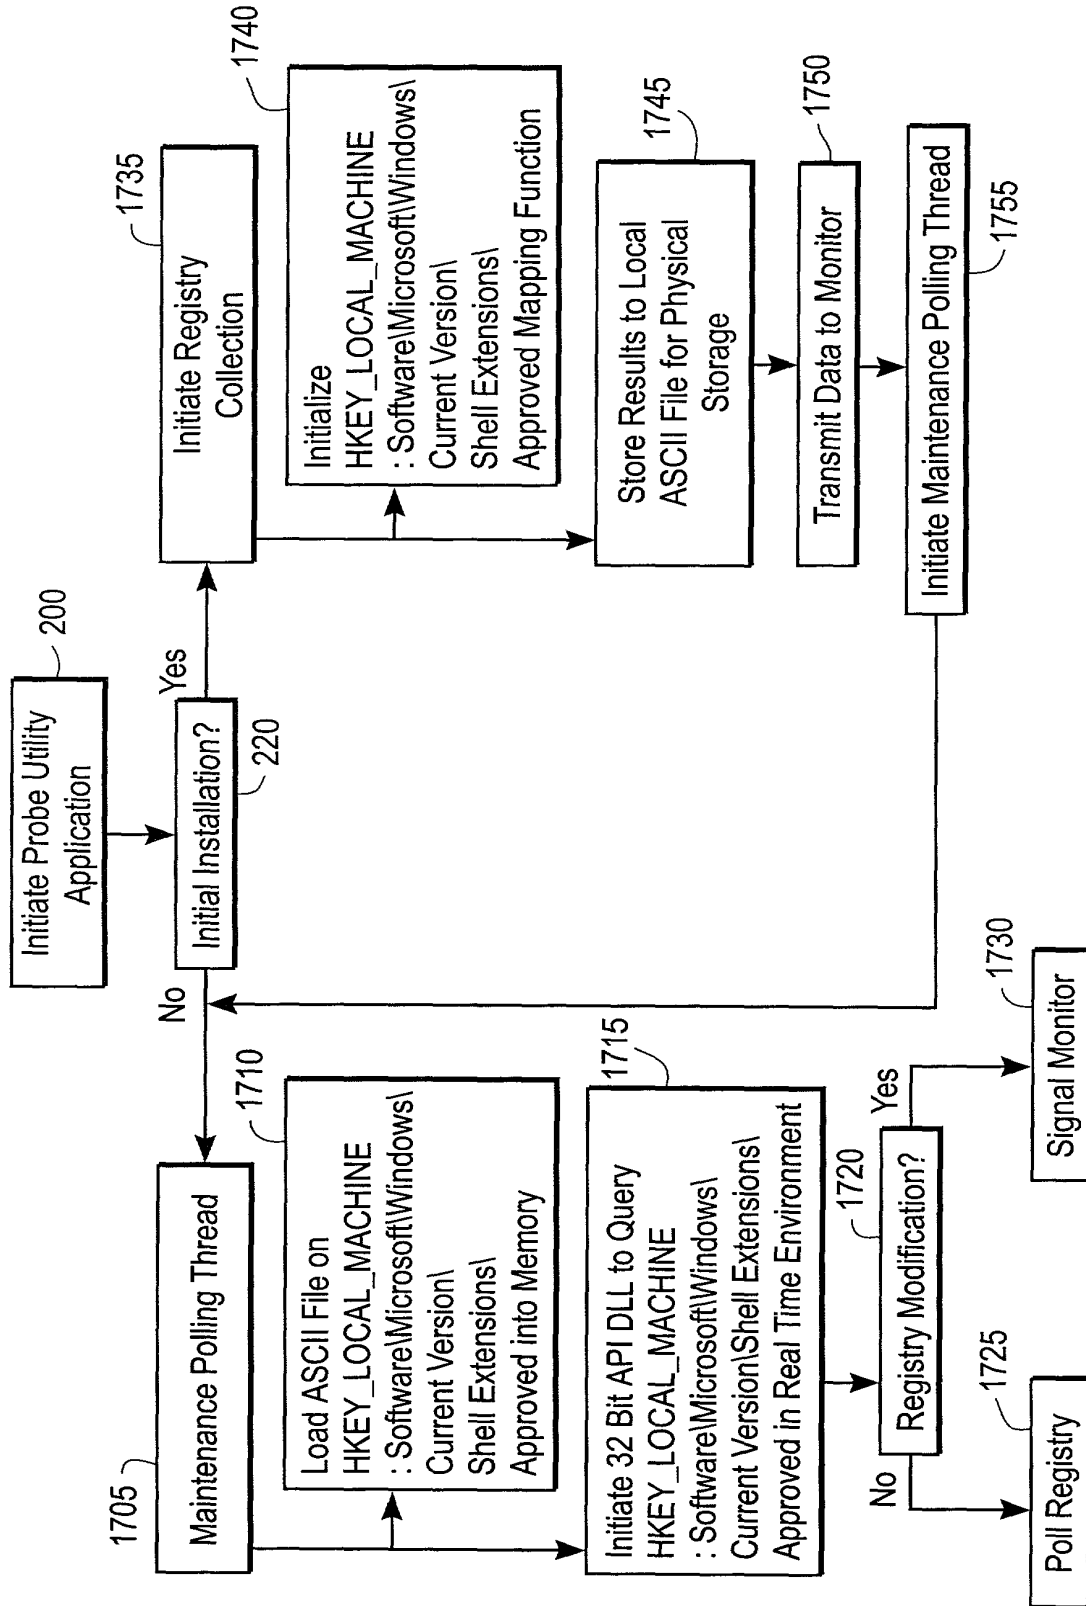 Initiate Probe Utility
Application
200
Initial Installation?
220
No
Yes
1705
Maintenance Polling Thread
1710
Load ASCII File on
HKEY_LOCAL_MACHINE
: Software\Microsoft\Windows\
Current Version\
Shell Extensions\
Approved into Memory
1715
Initiate 32 Bit API DLL to Query
HKEY_LOCAL_MACHINE
: Software\Microsoft\Windows\
Current Version\Shell Extensions\
Approved in Real Time Environment
1720
Registry Modification?
No
Yes
1725
Poll Registry
1730
Signal Monitor
1735
Initiate Registry
Collection
1740
Initialize
HKEY_LOCAL_MACHINE
: Software\Microsoft\Windows\
Current Version\
Shell Extensions\
Approved Mapping Function
1745
Store Results to Local
ASCII File for Physical
Storage
1750
Transmit Data to Monitor
Initiate Maintenance Polling Thread
1755